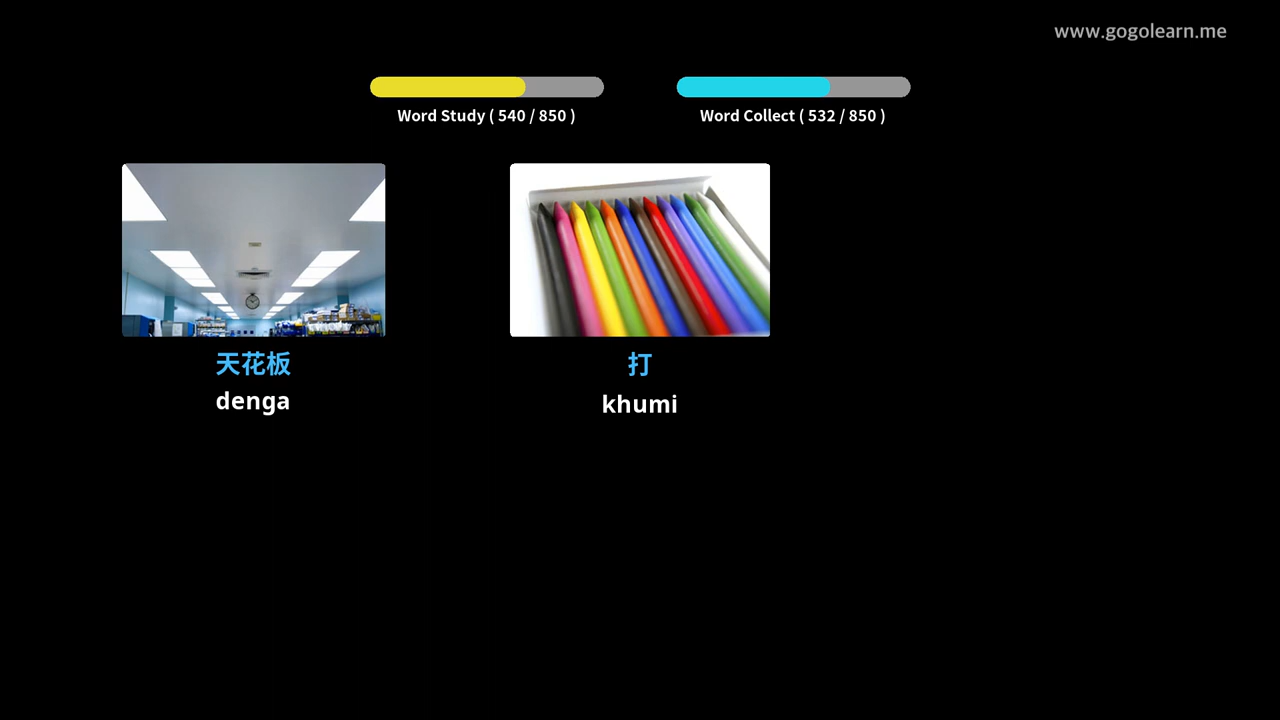 www.gogolearn.me
Word Study ( 540 / 850 )
Word Collect ( 532 / 850 )
天花板
denga
打
khumi